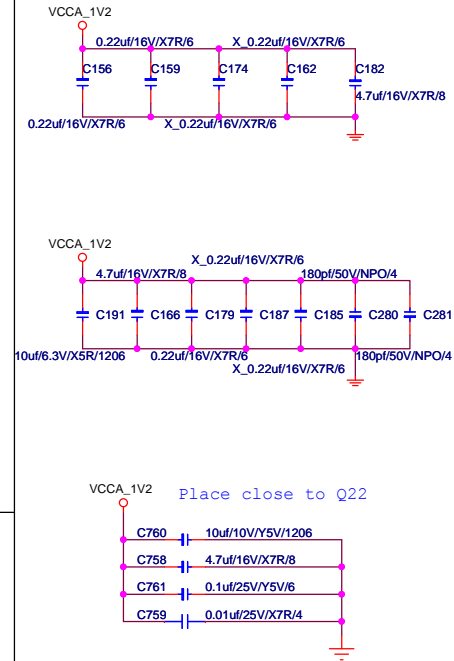 VCCA_1V2
0.22uf/16V/X7R/6 X_0.22uf/16V/X7R/6
C156 C159 C174 C162 C182
4.7uf/16V/X7R/8
0.22uf/16V/X7R/6 X_0.22uf/16V/X7R/6
VCCA_1V2
X_0.22uf/16V/X7R/6
4.7uf/16V/X7R/8 180pf/50V/NPO/4
C191 C166 C179 C187 C185 C280 C281
10uf/6.3V/X5R/1206 0.22uf/16V/X7R/6 180pf/50V/NPO/4
X_0.22uf/16V/X7R/6
VCCA_1V2
Place close to Q22
C760 10uf/10V/Y5V/1206
C758 4.7uf/16V/X7R/8
C761 0.1uf/25V/Y5V/6
C759 0.01uf/25V/X7R/4